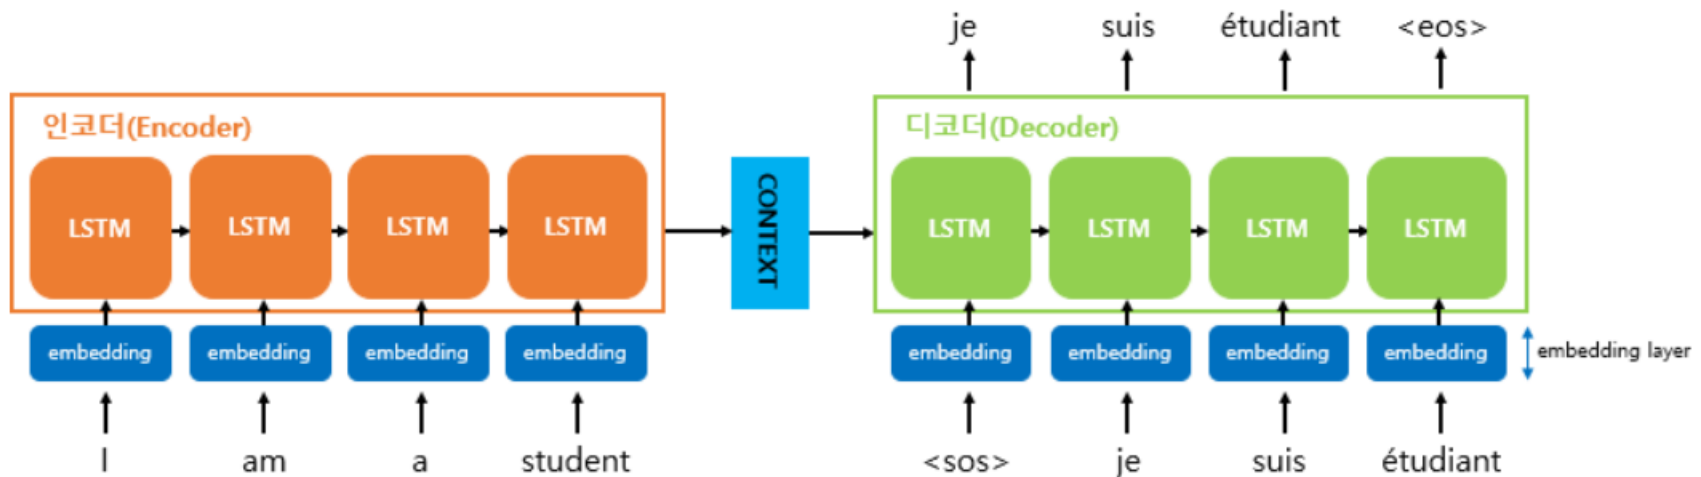 je suis étudiant <eos>
인코더(Encoder)
디코더(Decoder)
LSTM LSTM LSTM LSTM
CONTEXT
LSTM LSTM LSTM LSTM
embedding embedding embedding embedding
embedding embedding embedding embedding
embedding layer
I am a student
<sos> je suis étudiant